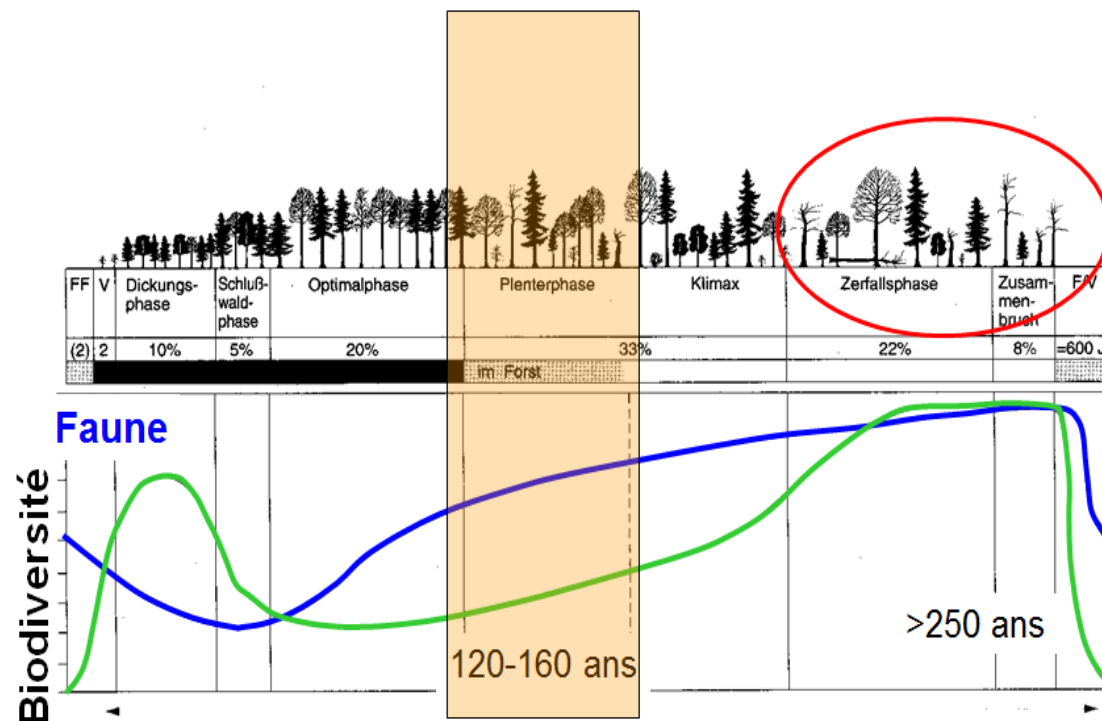 FF V Dickungs- phase Schluß- wald- phase Optimalphase Plenterphase Klimax Zerfallsphase Zusam- men- bruch F/V
(2) 2 10% 5% 20% 33% 22% 8% =600 J
im Forst
Faune
Biodiversité
120-160 ans
>250 ans